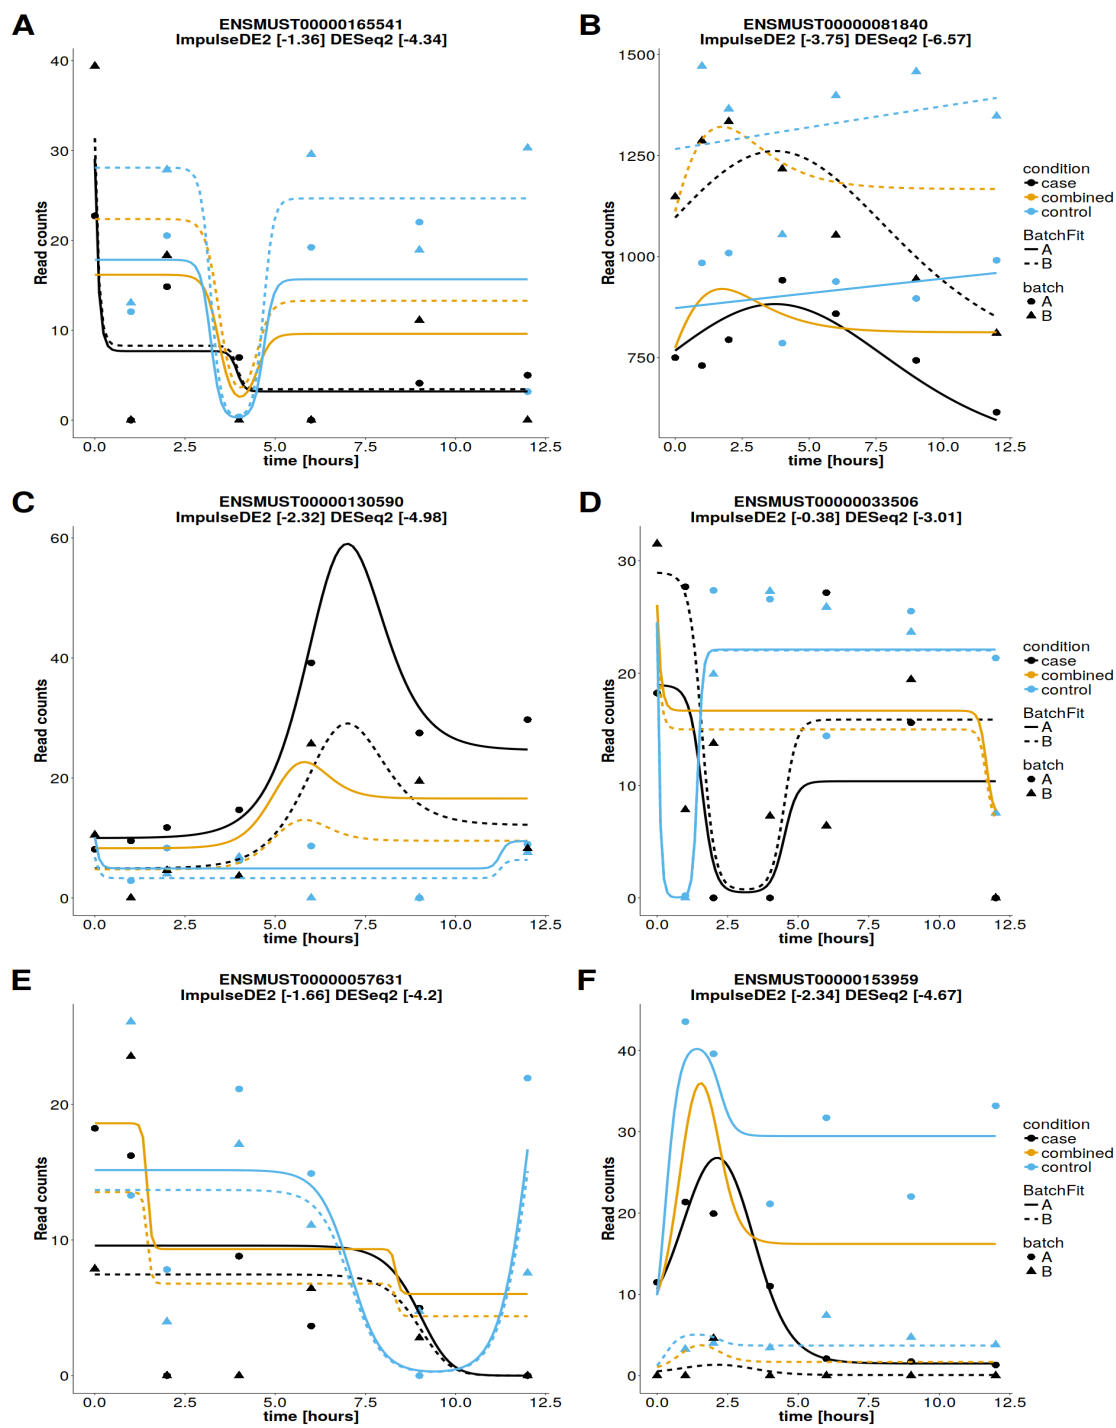 A
ENSMUST00000165541
ImpulseDE2 [-1.36] DESeq2 [-4.34]
Read counts
40
30
20
10
0
0.0 2.5 5.0 7.5 10.0 12.5
time [hours]
B
ENSMUST00000081840
ImpulseDE2 [-3.75] DESeq2 [-6.57]
Read counts
1500
1250
1000
750
0.0 2.5 5.0 7.5 10.0 12.5
time [hours]
condition
case
combined
control
BatchFit
A
B
batch
A
B
C
ENSMUST00000130590
ImpulseDE2 [-2.32] DESeq2 [-4.98]
Read counts
60
40
20
0
0.0 2.5 5.0 7.5 10.0 12.5
time [hours]
D
ENSMUST00000033506
ImpulseDE2 [-0.38] DESeq2 [-3.01]
Read counts
30
20
10
0
0.0 2.5 5.0 7.5 10.0 12.5
time [hours]
condition
case
combined
control
BatchFit
A
B
batch
A
B
E
ENSMUST00000057631
ImpulseDE2 [-1.66] DESeq2 [-4.2]
Read counts
20
10
0
0.0 2.5 5.0 7.5 10.0 12.5
time [hours]
F
ENSMUST00000153959
ImpulseDE2 [-2.34] DESeq2 [-4.67]
Read counts
40
30
20
10
0
0.0 2.5 5.0 7.5 10.0 12.5
time [hours]
condition
case
combined
control
BatchFit
A
B
batch
A
B